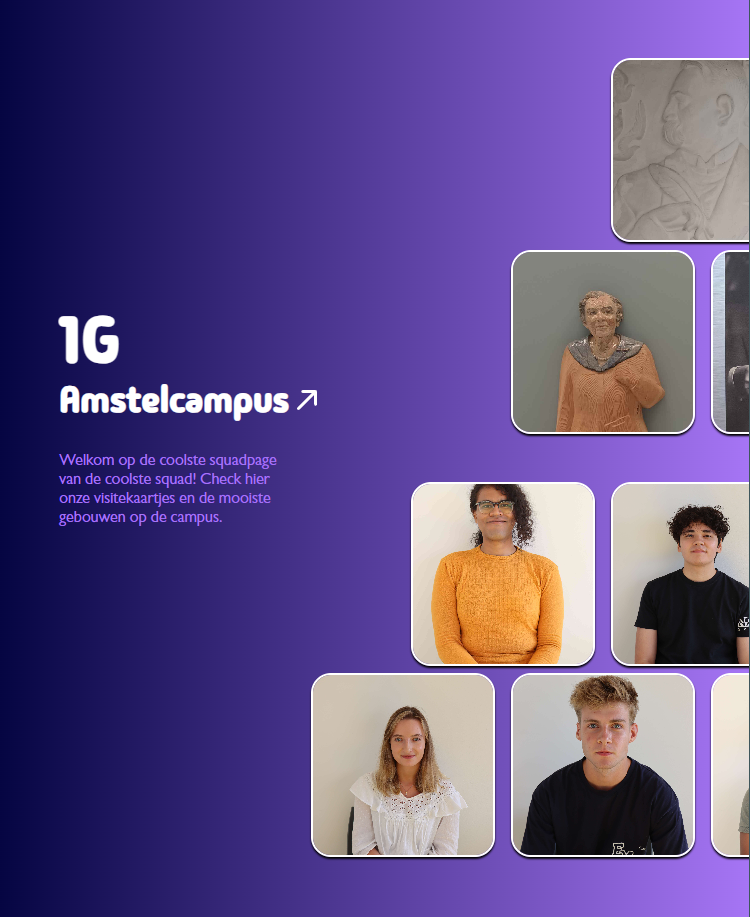 1G
Amstelcampus
Welkom op de coolste squadpage
van de coolste squad! Check hier
onze visitekaartjes en de mooiste
gebouwen op de campus.